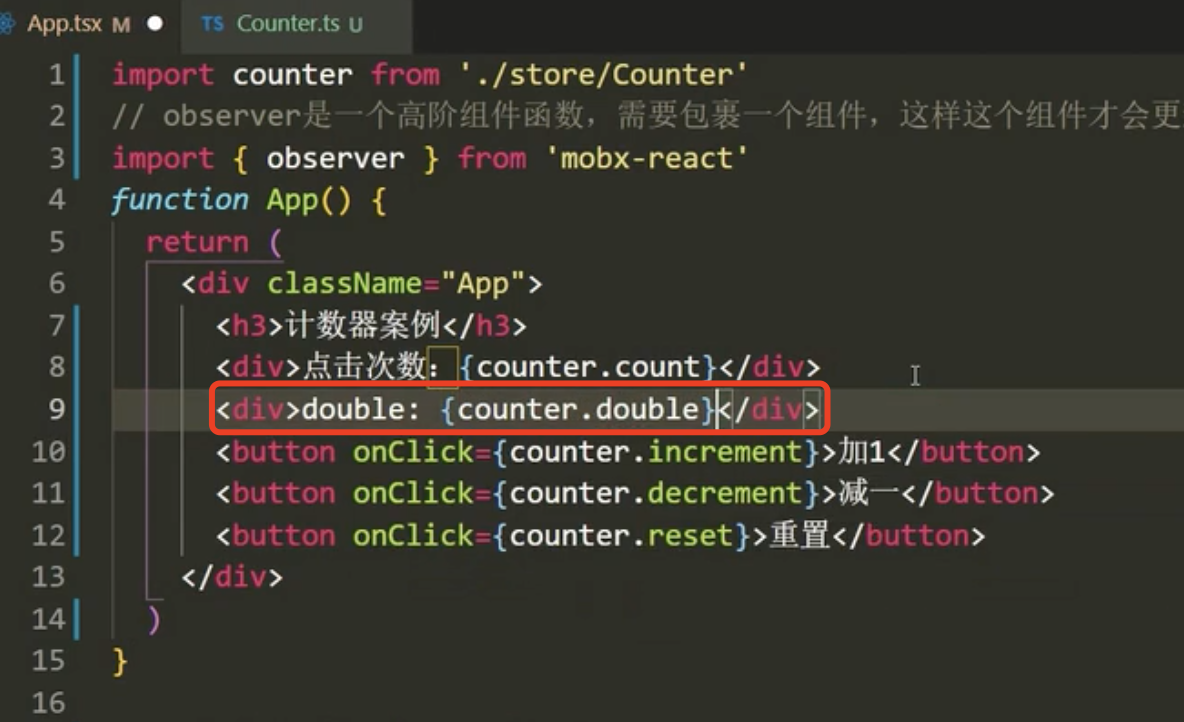 App.tsx M
TS Counter.ts U
1 import counter from './store/Counter'
2 // observer是一个高阶组件函数，需要包裹一个组件，这样这个组件才会更
3 import { observer } from 'mobx-react'
4 function App() {
5 return (
6 <div className="App">
7 <h3>计数器案例</h3>
8 <div>点击次数：{counter.count}</div>
9 <div>double: {counter.double}</div>
10 <button onClick={counter.increment}>加1</button>
11 <button onClick={counter.decrement}>减一</button>
12 <button onClick={counter.reset}>重置</button>
13 </div>
14 )
15 }
16